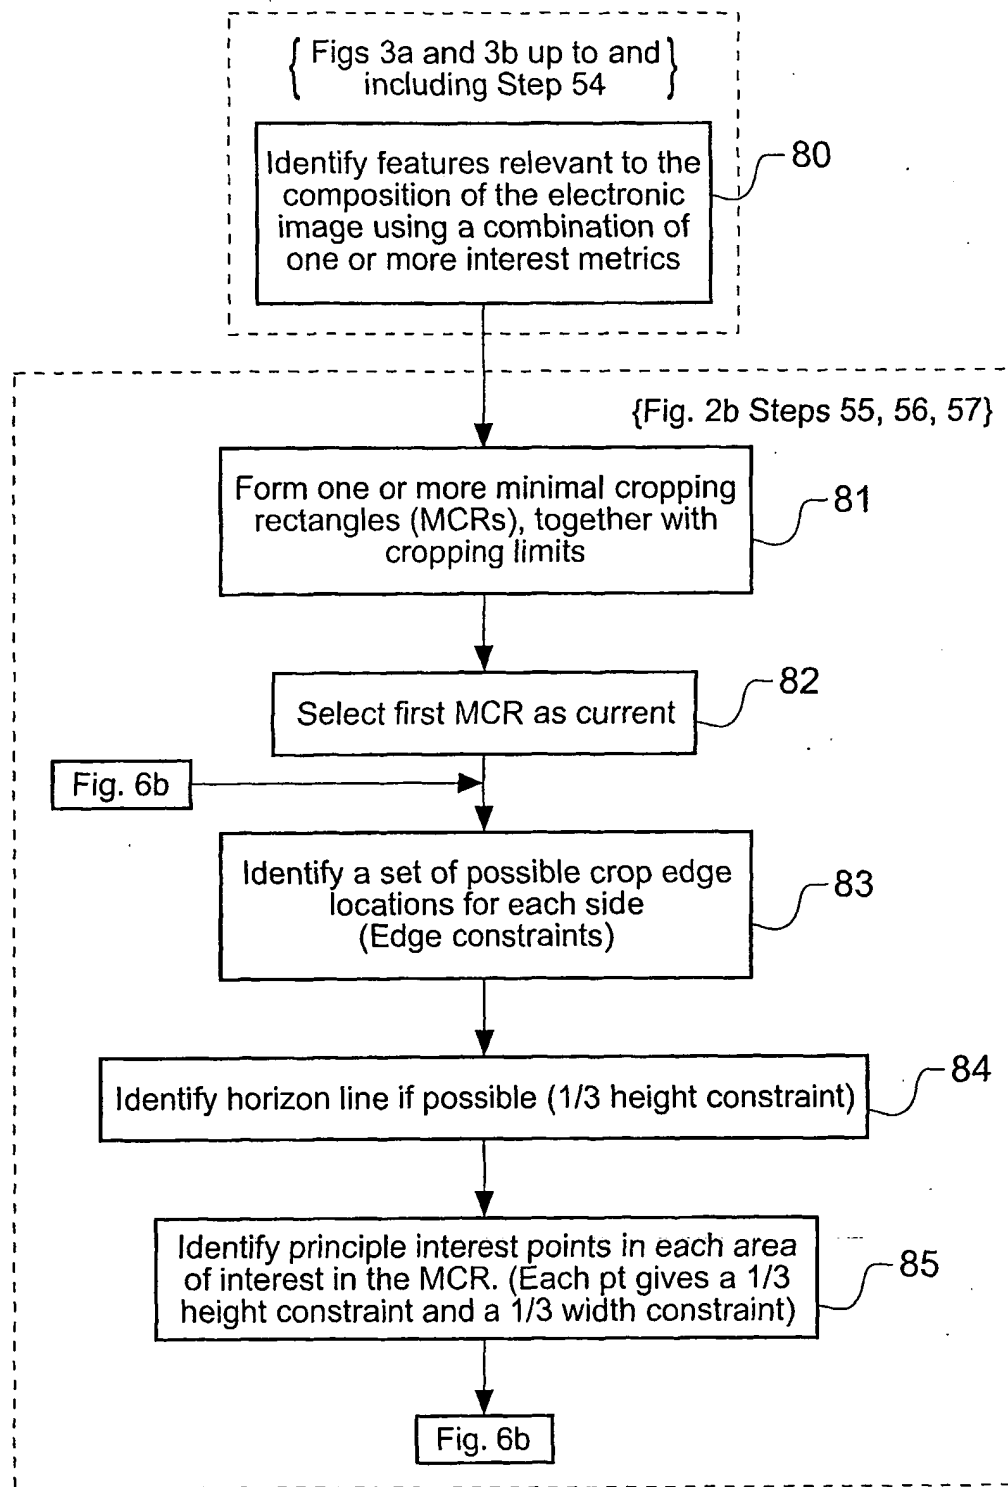 { Figs 3a and 3b up to and }
including Step 54
Identify features relevant to the
composition of the electronic
image using a combination of
one or more interest metrics
80
{Fig. 2b Steps 55, 56, 57}
Form one or more minimal cropping
rectangles (MCRs), together with
cropping limits
81
Select first MCR as current
82
Fig. 6b
Identify a set of possible crop edge
locations for each side
(Edge constraints)
83
Identify horizon line if possible (1/3 height constraint)
84
Identify principle interest points in each area
of interest in the MCR. (Each pt gives a 1/3
height constraint and a 1/3 width constraint)
85
Fig. 6b